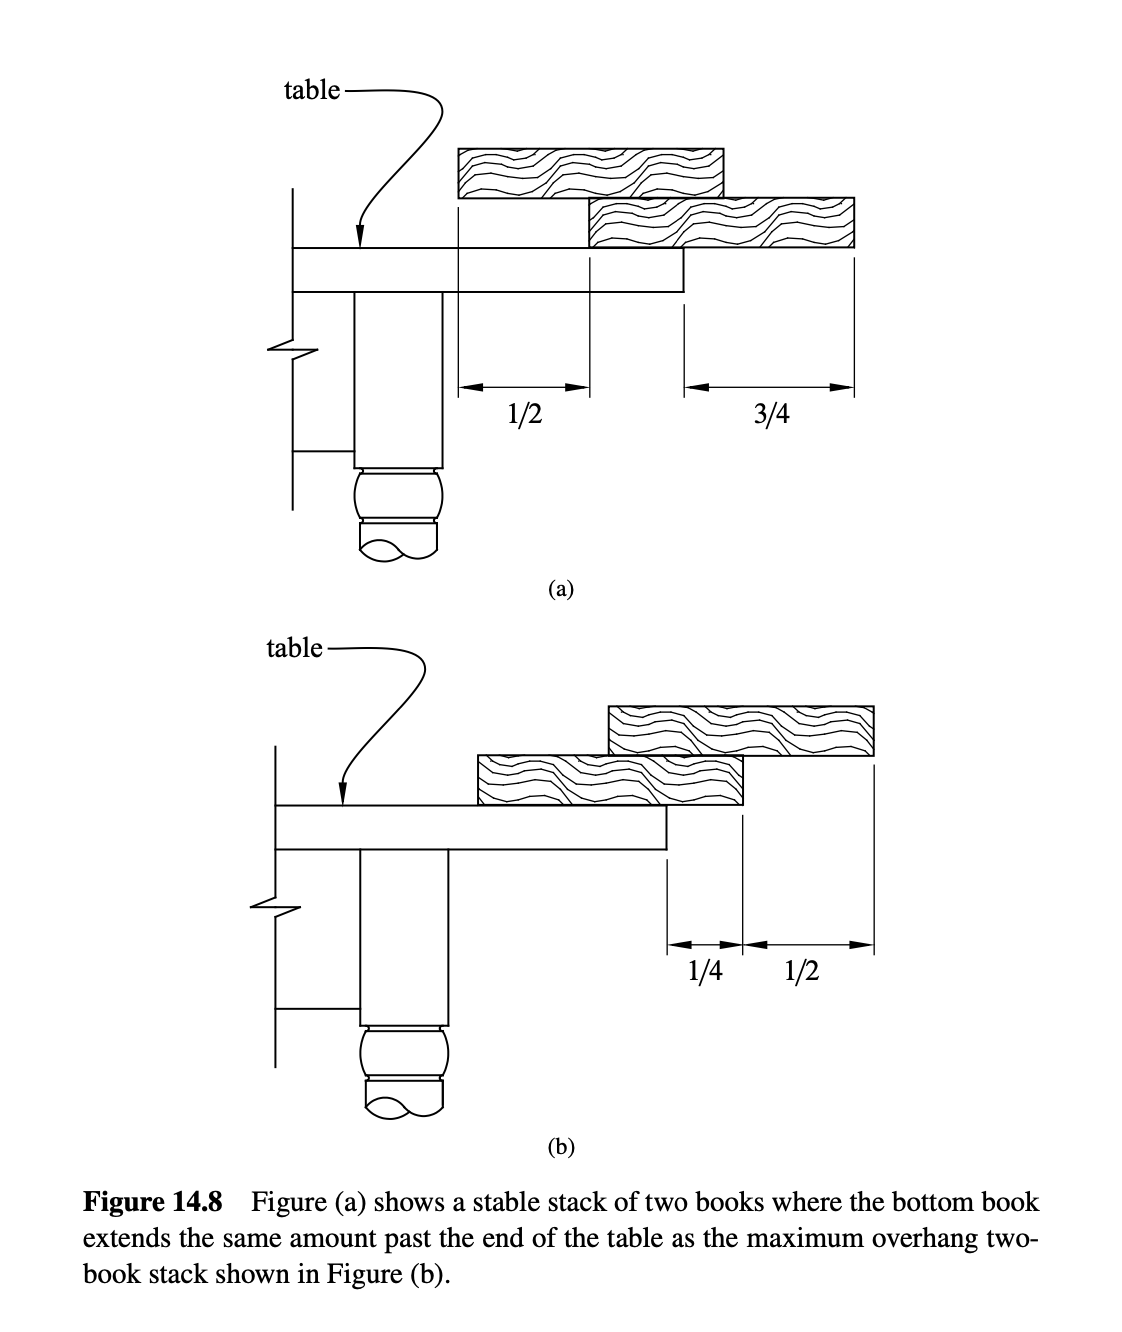 table
1/2
3/4
(a)
table
1/4
1/2
(b)
Figure 14.8 Figure (a) shows a stable stack of two books where the bottom book
extends the same amount past the end of the table as the maximum overhang two-
book stack shown in Figure (b).